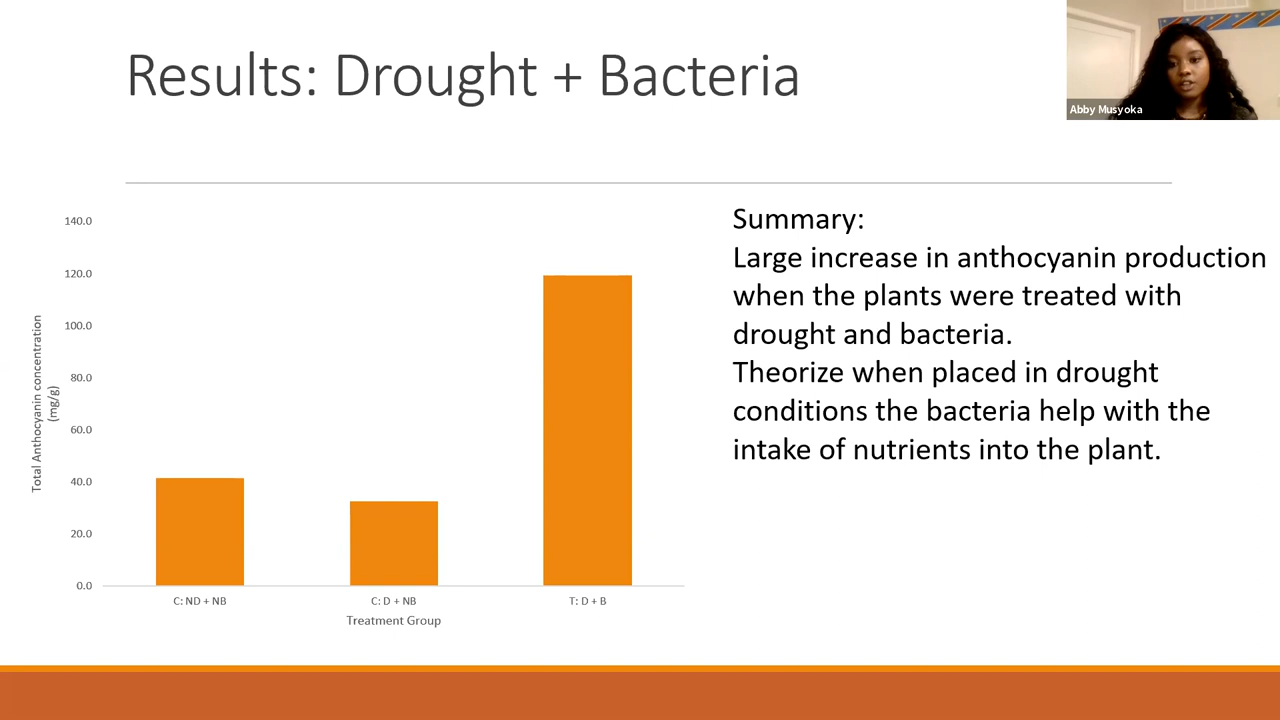 Results: Drought + Bacteria
Abby Musyoka
140.0
120.0
100.0
80.0
60.0
40.0
20.0
0.0
Total Anthocyanin concentration
(mg/g)
C: ND + NB
C: D + NB
T: D + B
Treatment Group
Summary:
Large increase in anthocyanin production
when the plants were treated with
drought and bacteria.
Theorize when placed in drought
conditions the bacteria help with the
intake of nutrients into the plant.